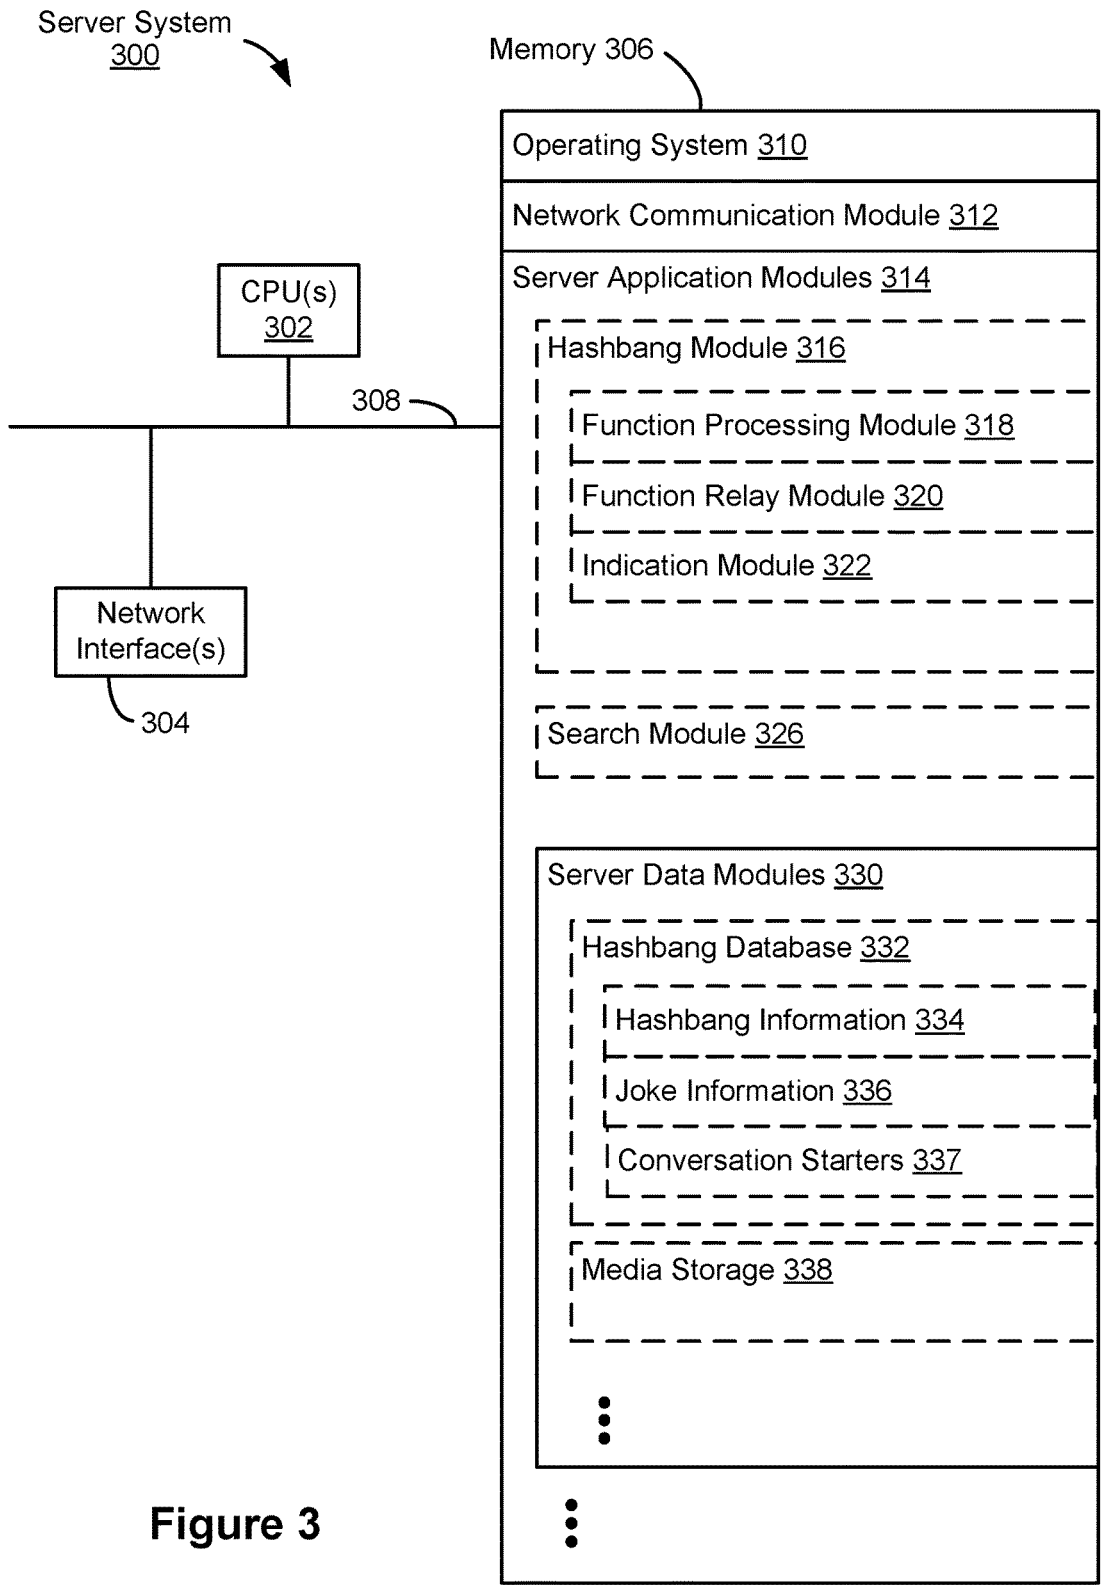 Server System
300
Memory 306
Operating System 310
Network Communication Module 312
Server Application Modules 314
CPU(s)
302
Hashbang Module 316
308
Function Processing Module 318
Function Relay Module 320
Indication Module 322
Network
Interface(s)
304
Search Module 326
Server Data Modules 330
Hashbang Database 332
Hashbang Information 334
Joke Information 336
Conversation Starters 337
Media Storage 338
Figure 3